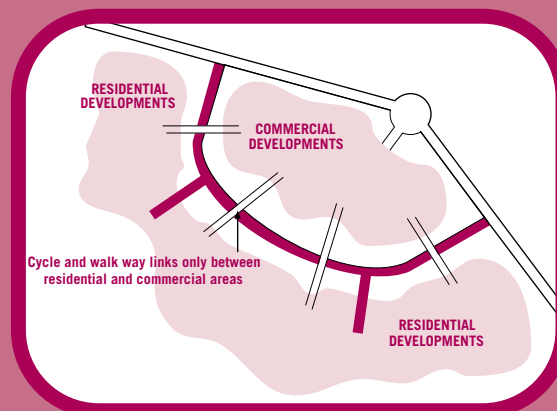 RESIDENTIAL
DEVELOPMENTS
COMMERCIAL
DEVELOPMENTS
Cycle and walk way links only between
residential and commercial areas
RESIDENTIAL
DEVELOPMENTS